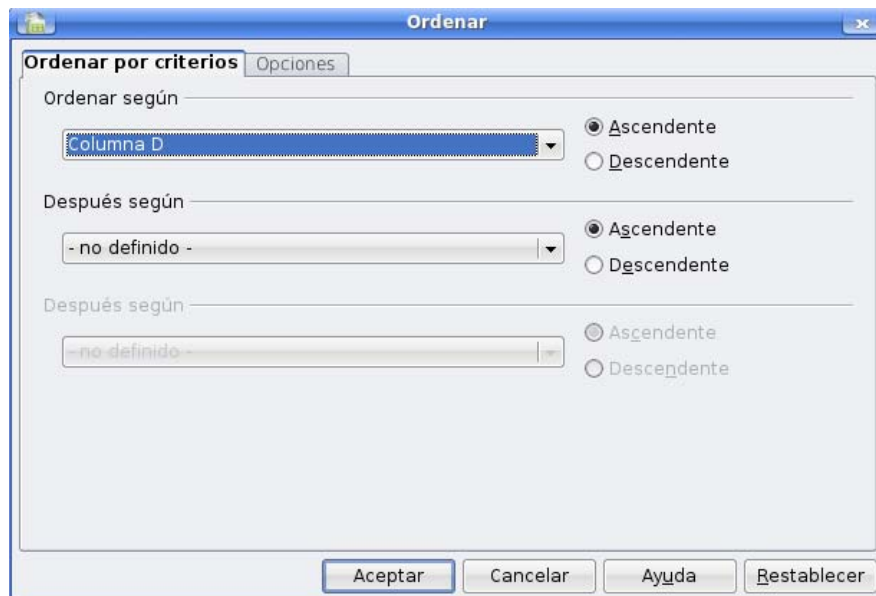 Ordenar
Ordenar por criterios Opciones
Ordenar según
Columna D
Ascendente
Descendente
Después según
- no definido -
Ascendente
Descendente
Después según
- no definido -
Ascendente
Descendente
Aceptar Cancelar Ayuda Restablecer